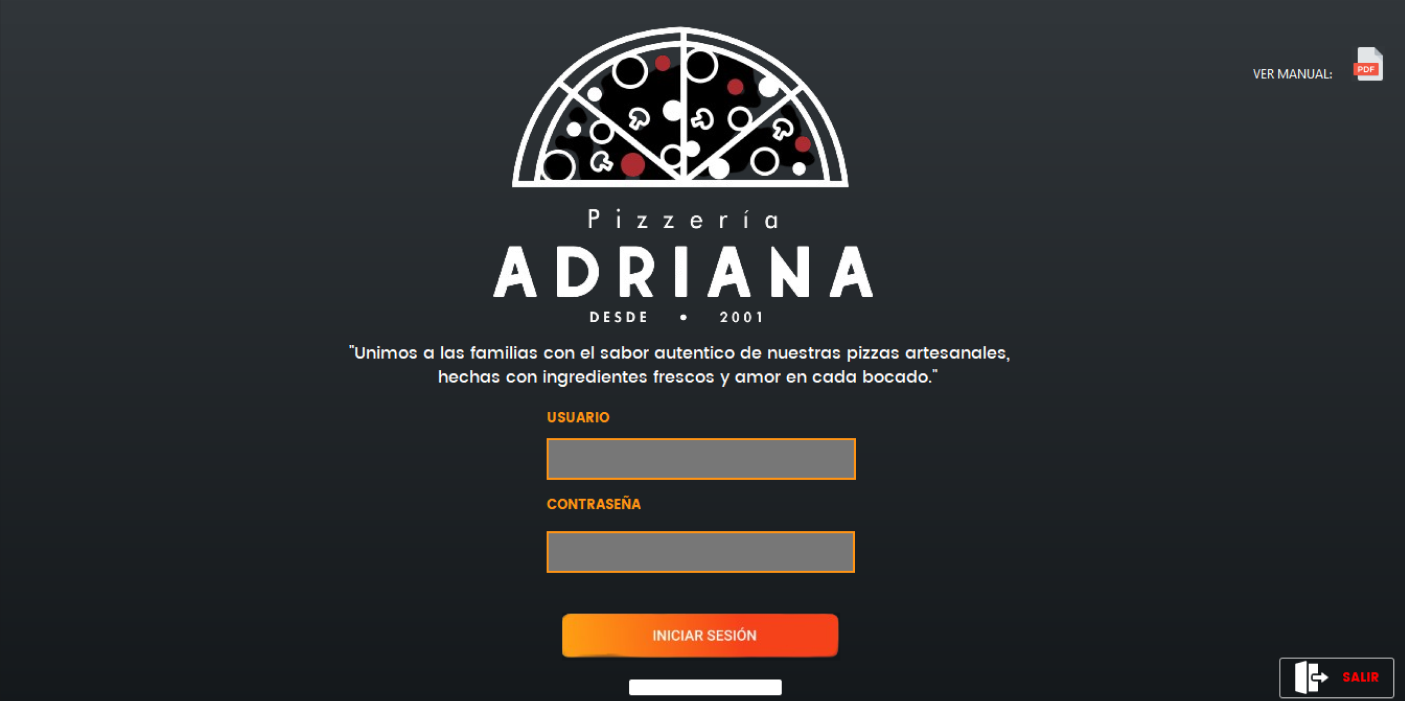 VER MANUAL:
PDF
Pizzería
ADRIANA
DESDE • 2001
"Unimos a las familias con el sabor autentico de nuestras pizzas artesanales,
hechas con ingredientes frescos y amor en cada bocado."
USUARIO
CONTRASEÑA
INICIAR SESIÓN
SALIR